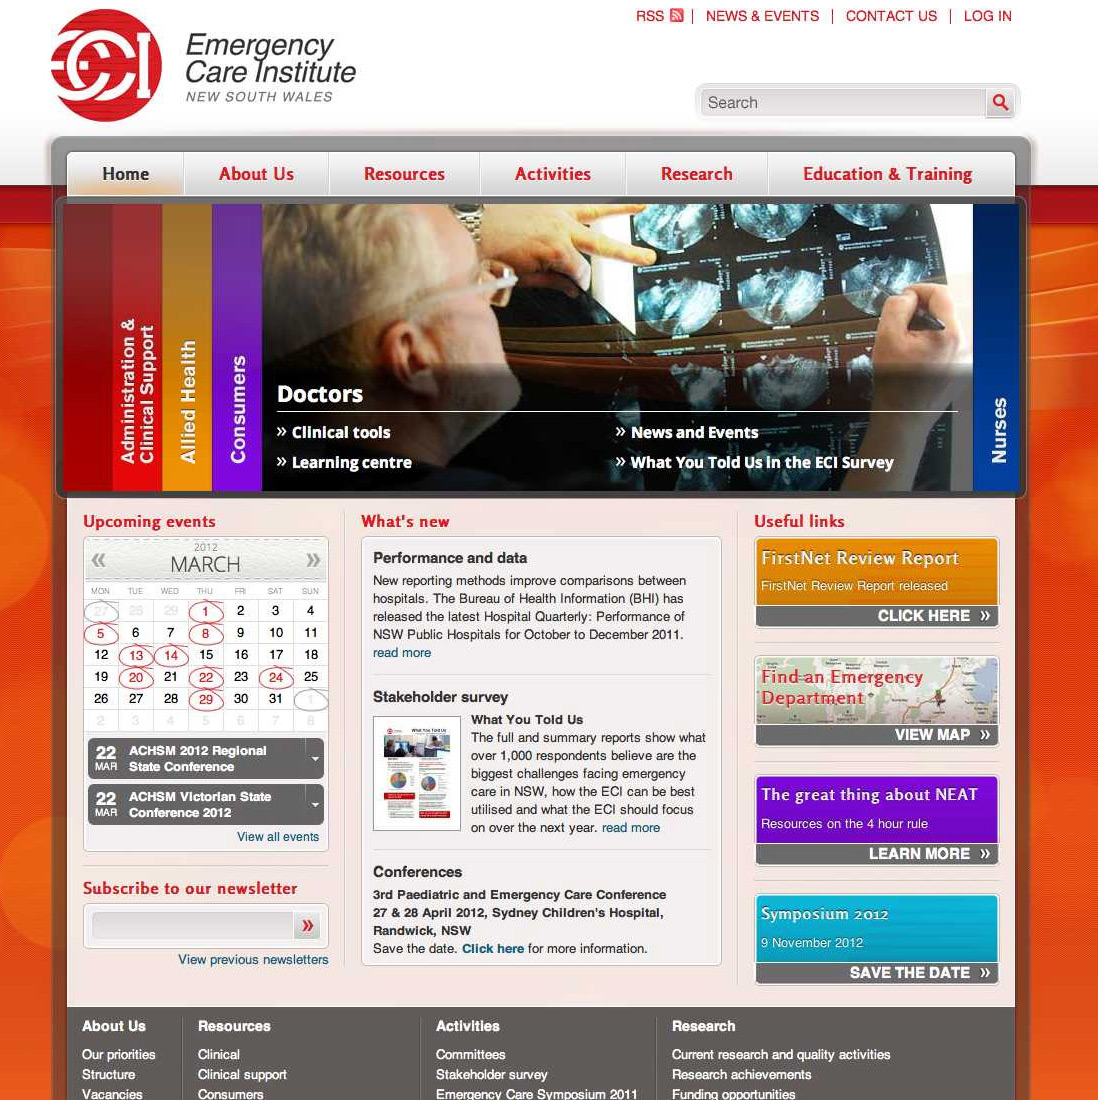 RSS
NEWS & EVENTS
CONTACT US
LOG IN
ECI
Emergency
Care Institute
NEW SOUTH WALES
Search
Home
About Us
Resources
Activities
Research
Education & Training
Administration &
Clinical Support
Allied Health
Consumers
Doctors
» Clinical tools
» News and Events
» Learning centre
» What You Told Us in the ECI Survey
Nurses
Upcoming events
« 2012 »
MARCH
MON TUE WED THU FRI SAT SUN
27 28 29 1 2 3 4
5 6 7 8 9 10 11
12 13 14 15 16 17 18
19 20 21 22 23 24 25
26 27 28 29 30 31 1
2 3 4 5 6 7 8
22 MAR
ACHSM 2012 Regional
State Conference
22 MAR
ACHSM Victorian State
Conference 2012
View all events
Subscribe to our newsletter
»
View previous newsletters
What's new
Performance and data
New reporting methods improve comparisons between
hospitals. The Bureau of Health Information (BHI) has
released the latest Hospital Quarterly: Performance of
NSW Public Hospitals for October to December 2011.
read more
Stakeholder survey
What You Told Us
What You Told Us
The full and summary reports show what
over 1,000 respondents believe are the
biggest challenges facing emergency
care in NSW, how the ECI can be best
utilised and what the ECI should focus
on over the next year. read more
Conferences
3rd Paediatric and Emergency Care Conference
27 & 28 April 2012, Sydney Children's Hospital,
Randwick, NSW
Save the date. Click here for more information.
Useful links
FirstNet Review Report
FirstNet Review Report released
CLICK HERE »
Find an Emergency
Department
VIEW MAP »
The great thing about NEAT
Resources on the 4 hour rule
LEARN MORE »
Symposium 2012
9 November 2012
SAVE THE DATE »
About Us
Our priorities
Structure
Vacancies
Resources
Clinical
Clinical support
Consumers
Activities
Committees
Stakeholder survey
Emergency Care Symposium 2011
Research
Current research and quality activities
Research achievements
Funding opportunities